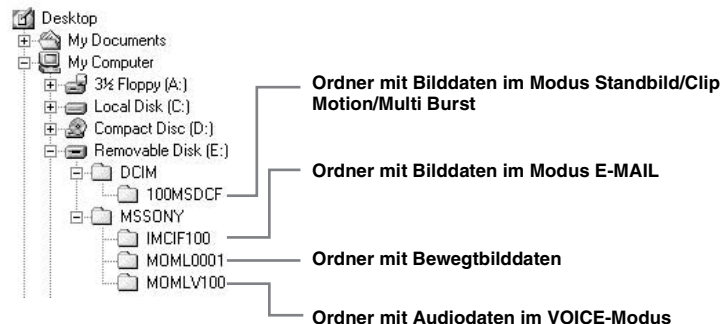 Desktop
My Documents
My Computer
3½ Floppy (A:)
Local Disk (C:)
Compact Disc (D:)
Removable Disk (E:)
DCIM
100MSDCF
MSSONY
IMCIF100
MOML0001
MOMLV100
Ordner mit Bilddaten im Modus Standbild/Clip
Motion/Multi Burst
Ordner mit Bilddaten im Modus E-MAIL
Ordner mit Bewegtbilddaten
Ordner mit Audiodaten im VOICE-Modus